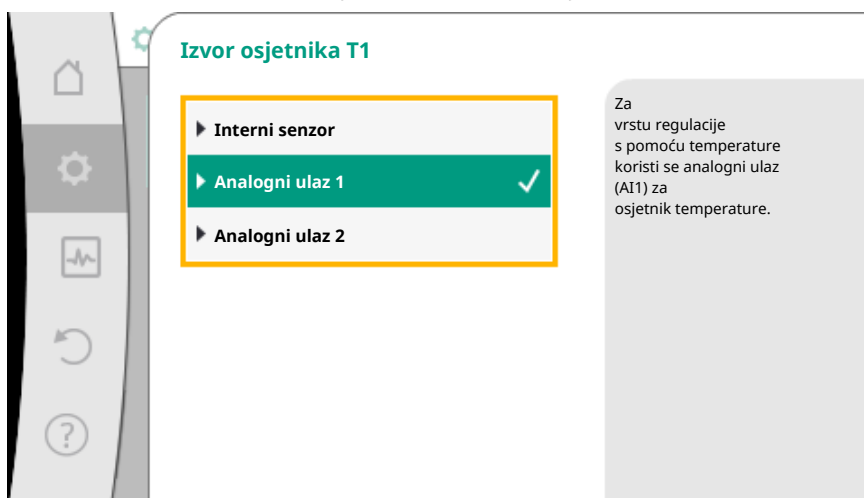 Izvor osjetnika T1
Interni senzor
Analogni ulaz 1
Analogni ulaz 2
Za
vrstu regulacije
s pomoću temperature
koristi se analogni ulaz
(AI1) za
osjetnik temperature.
?